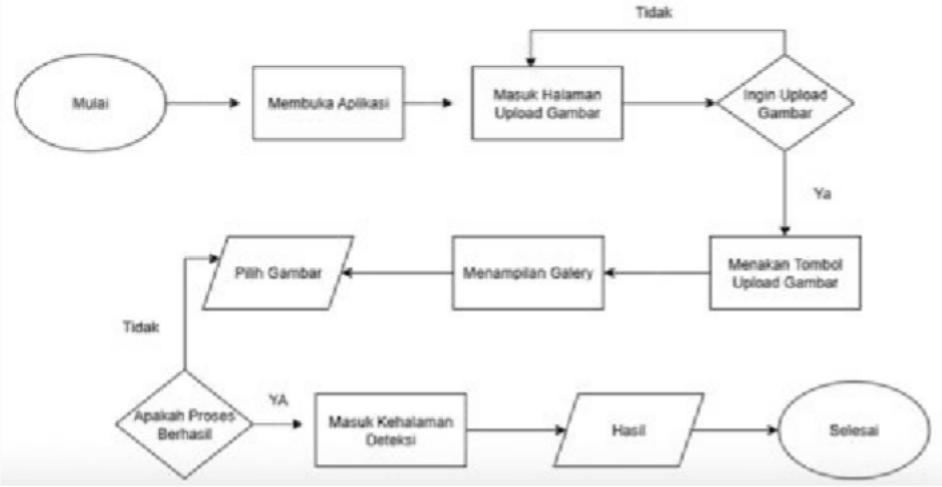 Tidak
Mulai
Membuka Aplikasi
Masuk Halaman
Upload Gambar
Ingin Upload
Gambar
Ya
Pilih Gambar
Menampilan Galery
Menakan Tombol
Upload Gambar
Tidak
Apakah Proses
Berhasil
YA
Masuk Kehalaman
Deteksi
Hasil
Selesai